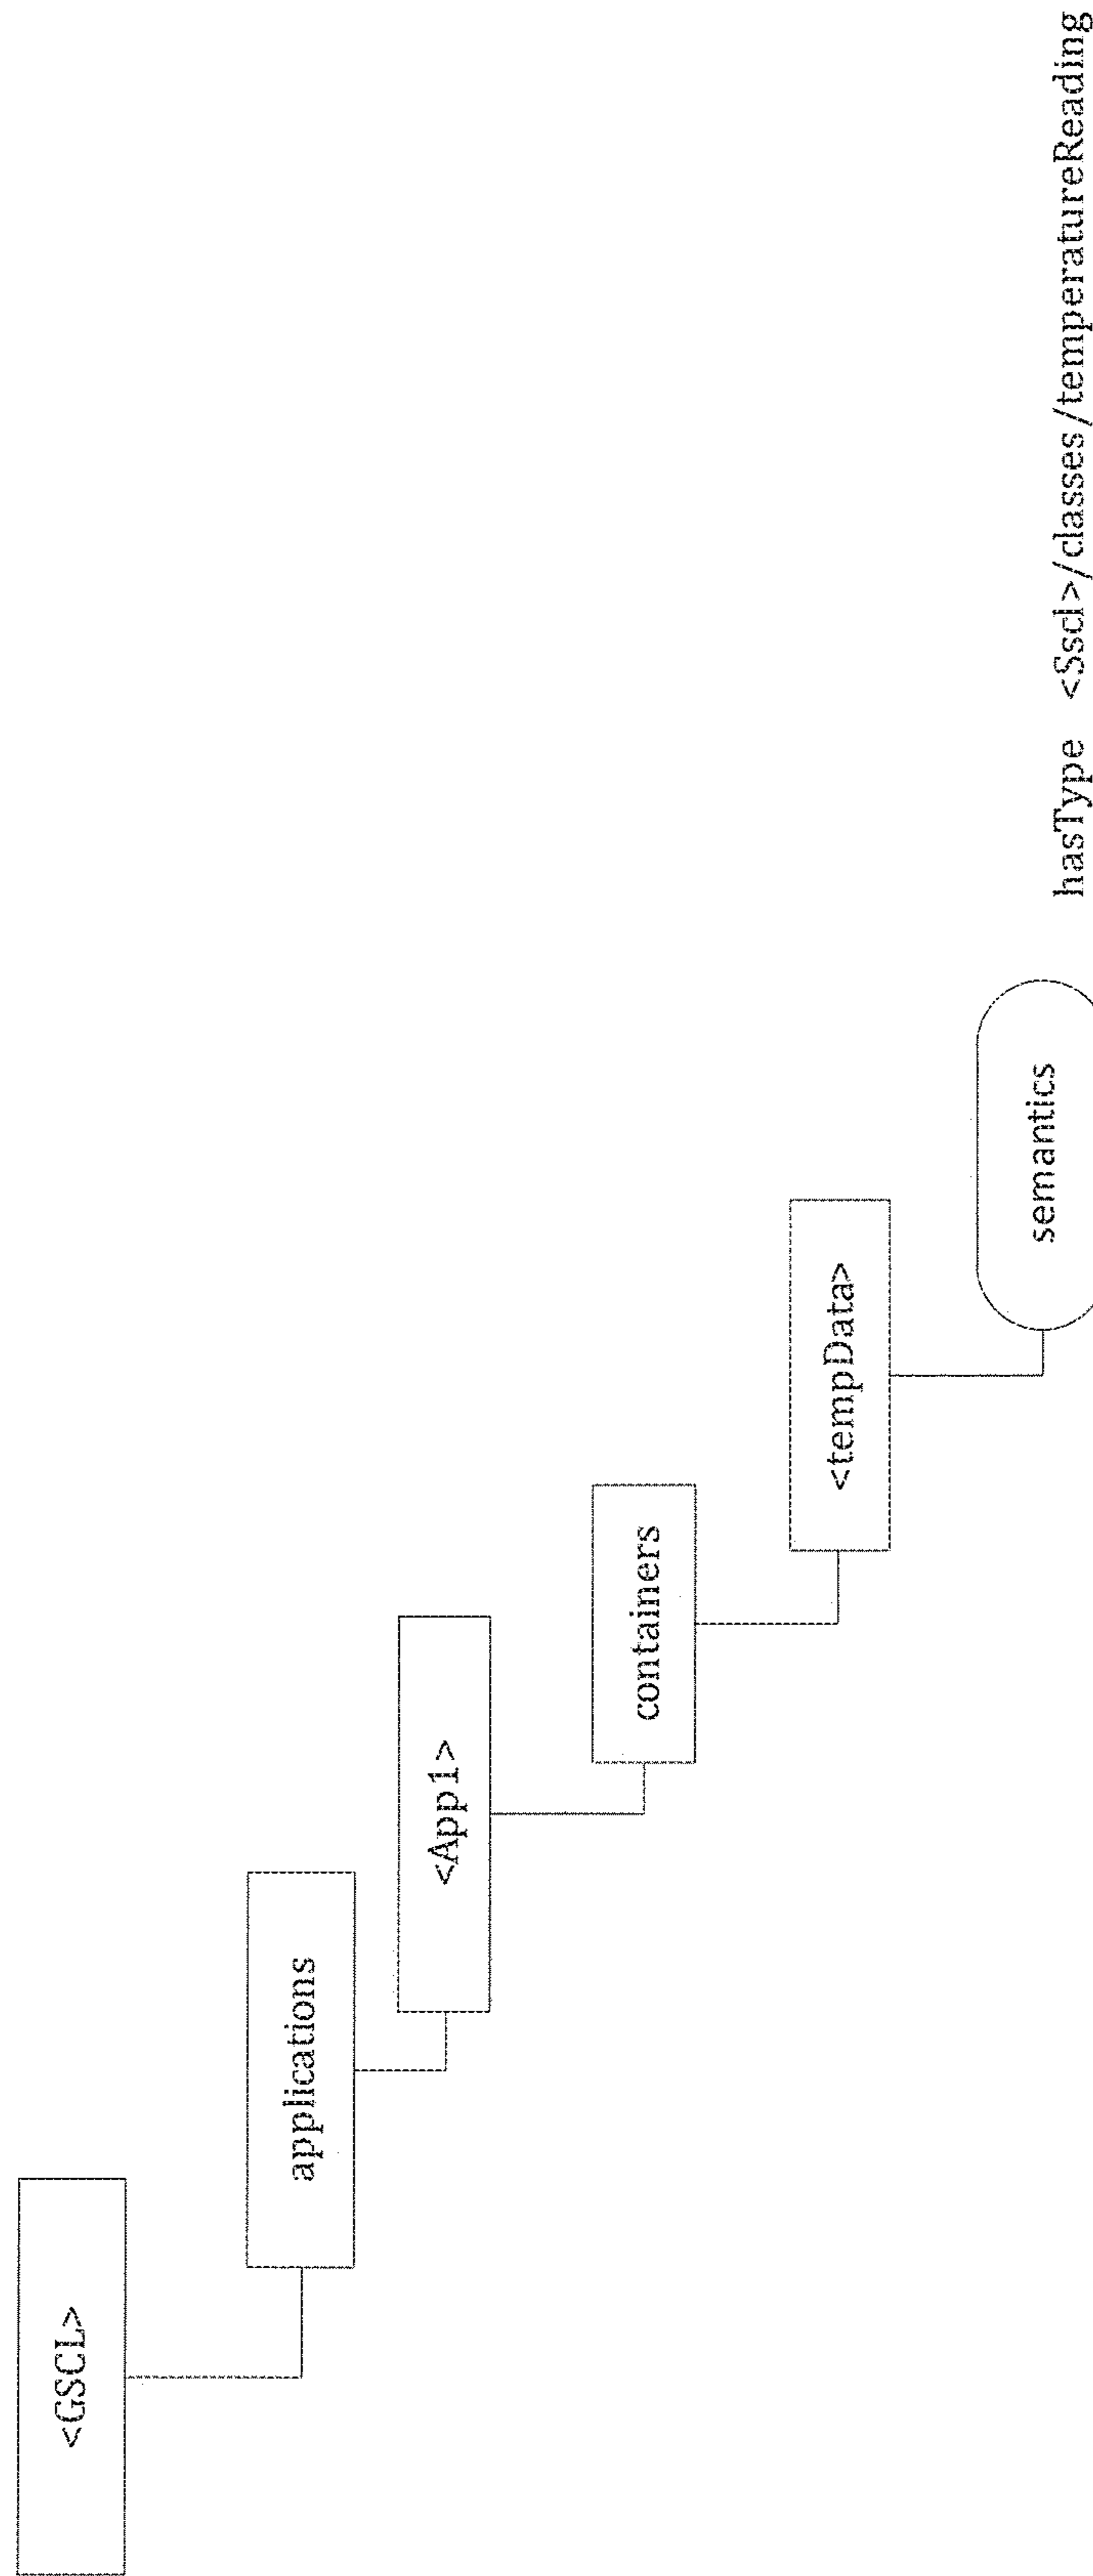 <GSCL>
applications
<App1>
containers
<tempData>
semantics
hasType <Sscl>/classes/temperatureReading